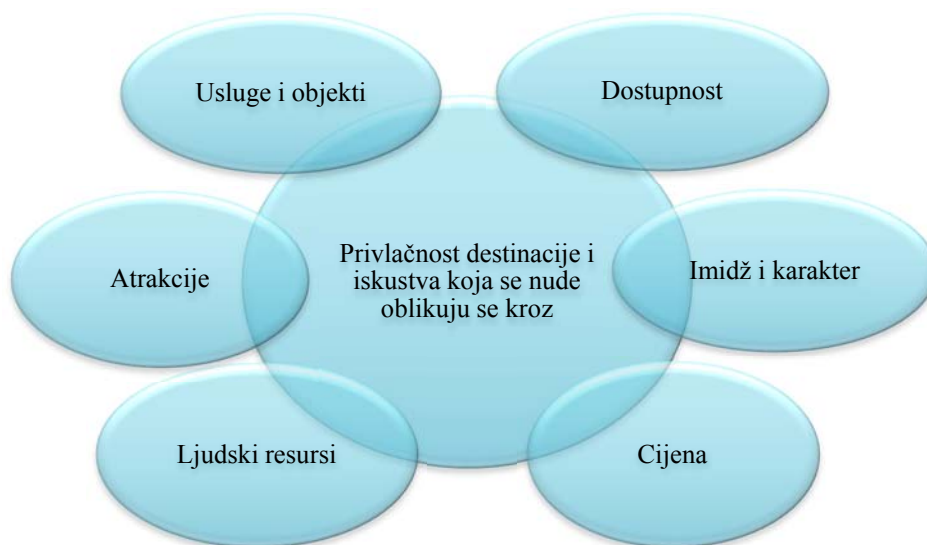 Usluge i objekti
Dostupnost
Atrakcije
Privlačnost destinacije i
iskustva koja se nude
oblikuju se kroz
Imidž i karakter
Ljudski resursi
Cijena